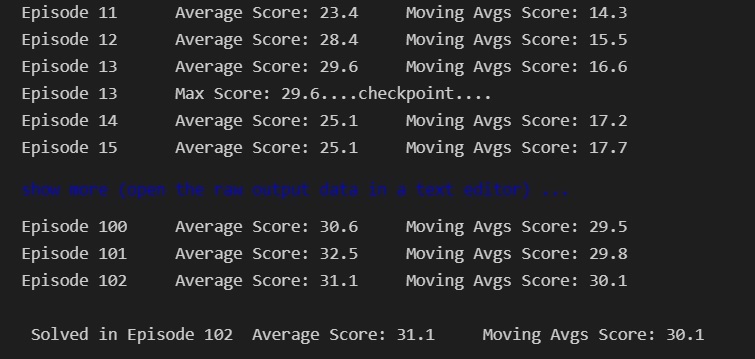 Episode 11 Average Score: 23.4 Moving Avgs Score: 14.3
Episode 12 Average Score: 28.4 Moving Avgs Score: 15.5
Episode 13 Average Score: 29.6 Moving Avgs Score: 16.6
Episode 13 Max Score: 29.6....checkpoint....
Episode 14 Average Score: 25.1 Moving Avgs Score: 17.2
Episode 15 Average Score: 25.1 Moving Avgs Score: 17.7
show more (open the raw output data in a text editor) ...
Episode 100 Average Score: 30.6 Moving Avgs Score: 29.5
Episode 101 Average Score: 32.5 Moving Avgs Score: 29.8
Episode 102 Average Score: 31.1 Moving Avgs Score: 30.1
Solved in Episode 102 Average Score: 31.1 Moving Avgs Score: 30.1